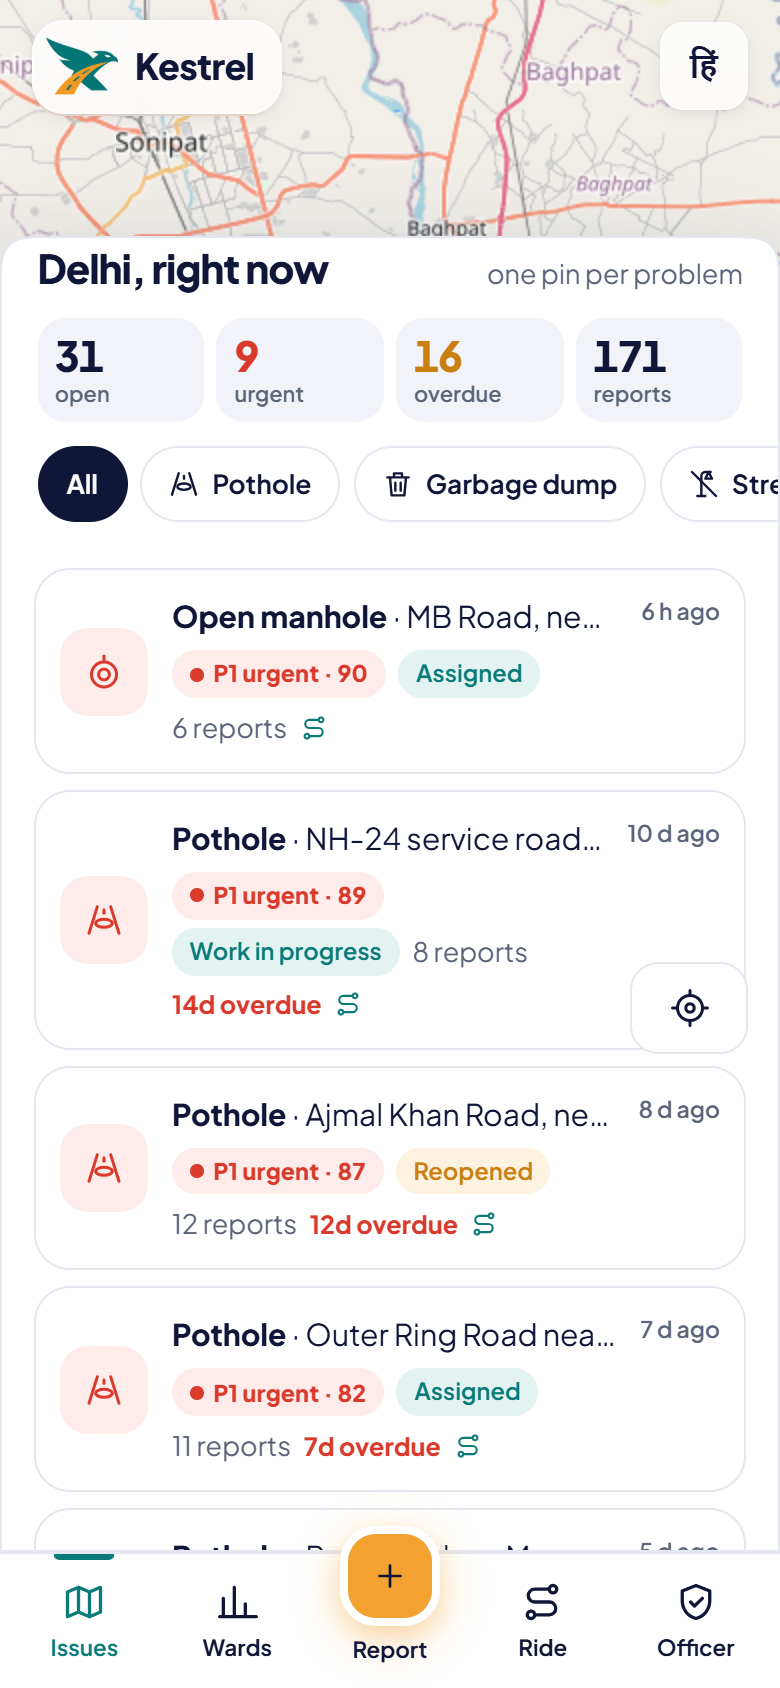 Kestrel
हिं
Baghpat
Sonipat
Baghpat
Baghpat
Delhi, right now
one pin per problem
31
open
9
urgent
16
overdue
171
reports
All
Pothole
Garbage dump
Open manhole · MB Road, ne...
6 h ago
P1 urgent · 90
Assigned
6 reports
Pothole · NH-24 service road...
10 d ago
P1 urgent · 89
Work in progress
8 reports
14d overdue
Pothole · Ajmal Khan Road, ne...
8 d ago
P1 urgent · 87
Reopened
12 reports 12d overdue
Pothole · Outer Ring Road nea...
7 d ago
P1 urgent · 82
Assigned
11 reports 7d overdue
Pothole
5 d ago
Issues
Wards
Report
Ride
Officer